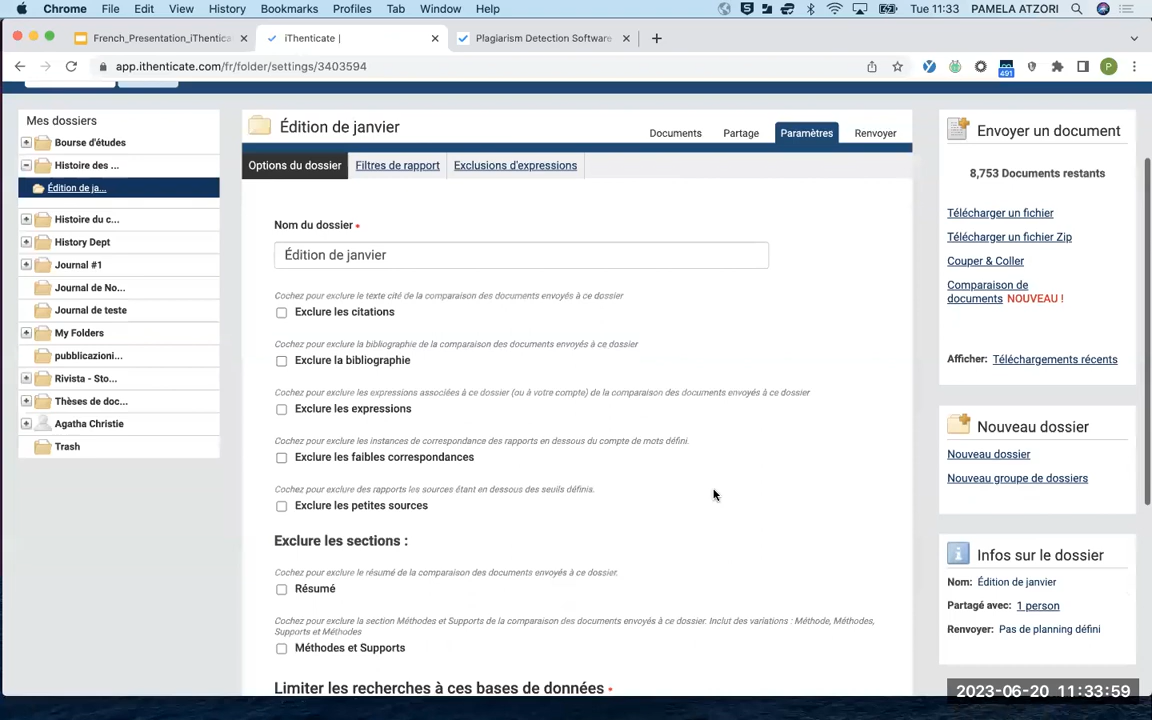 Chrome File Edit View History Bookmarks Profiles Tab Window Help Tue 11:33 PAMELA ATZORI
French_Presentation_iThentica × iThenticate | × Plagiarism Detection Software × +
app.ithenticate.com/fr/folder/settings/3403594
491
P
Mes dossiers
Bourse d'études
Histoire des ...
Édition de ja...
Histoire du c...
History Dept
Journal #1
Journal de No...
Journal de teste
My Folders
pubblicazioni...
Rivista - Sto...
Thèses de doc...
Agatha Christie
Trash
Édition de janvier
Documents Partage Paramètres Renvoyer
Options du dossier Filtres de rapport Exclusions d'expressions
Nom du dossier •
Édition de janvier
Cochez pour exclure le texte cité de la comparaison des documents envoyés à ce dossier
Exclure les citations
Cochez pour exclure la bibliographie de la comparaison des documents envoyés à ce dossier
Exclure la bibliographie
Cochez pour exclure les expressions associées à ce dossier (ou à votre compte) de la comparaison des documents envoyés à ce dossier
Exclure les expressions
Cochez pour exclure les instances de correspondance des rapports en dessous du compte de mots défini.
Exclure les faibles correspondances
Cochez pour exclure des rapports les sources étant en dessous des seuils définis.
Exclure les petites sources
Exclure les sections :
Cochez pour exclure le résumé de la comparaison des documents envoyés à ce dossier.
Résumé
Cochez pour exclure la section Méthodes et Supports de la comparaison des documents envoyés à ce dossier. Inclut des variations : Méthode, Méthodes,
Supports et Méthodes
Méthodes et Supports
Limiter les recherches à ces bases de données •
Envoyer un document
8,753 Documents restants
Télécharger un fichier
Télécharger un fichier Zip
Couper & Coller
Comparaison de
documents NOUVEAU !
Afficher: Téléchargements récents
Nouveau dossier
Nouveau dossier
Nouveau groupe de dossiers
Infos sur le dossier
Nom: Édition de janvier
Partagé avec: 1 person
Renvoyer: Pas de planning défini
2023-06-20 11:33:59